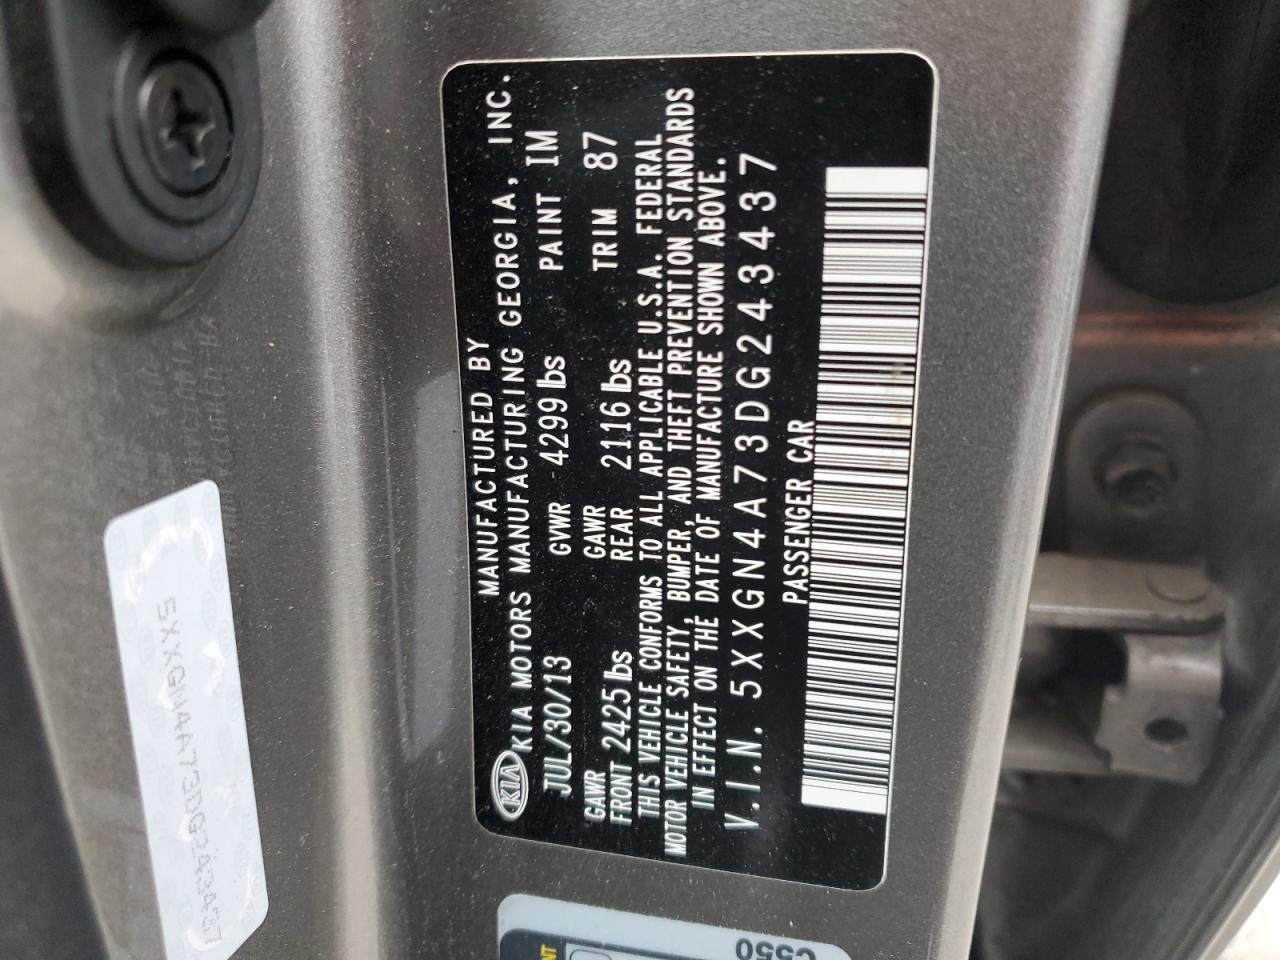 MANUFACTURED BY
KIA KIA MOTORS MANUFACTURING GEORGIA, INC.
JUL/30/13 GVWR 4299 lbs PAINT IM
GAWR FRONT 2425 lbs GAWR REAR 2116 lbs TRIM 87
THIS VEHICLE CONFORMS TO ALL APPLICABLE U.S.A. FEDERAL
MOTOR VEHICLE SAFETY, BUMPER, AND THEFT PREVENTION STANDARDS
IN EFFECT ON THE DATE OF MANUFACTURE SHOWN ABOVE.
V.I.N. 5XXGN4A73DG243437
PASSENGER CAR
5XXGN4A73DG243437
C550